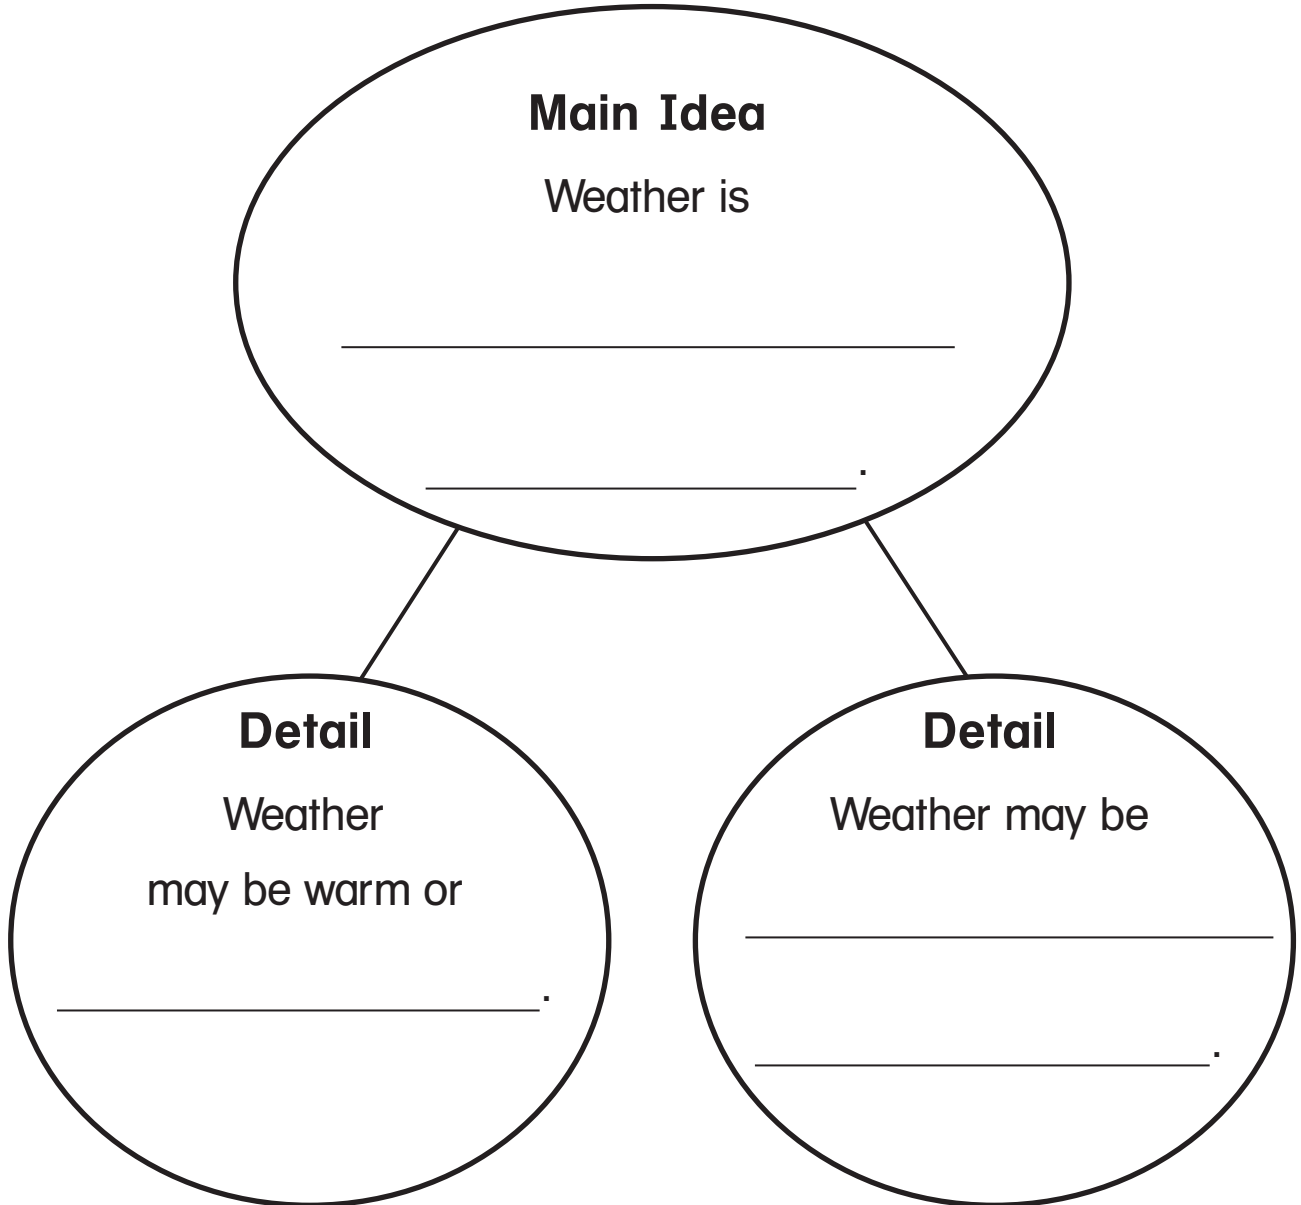 Main Idea
Weather is
.
Detail
Weather
may be warm or
.
Detail
Weather may be
.